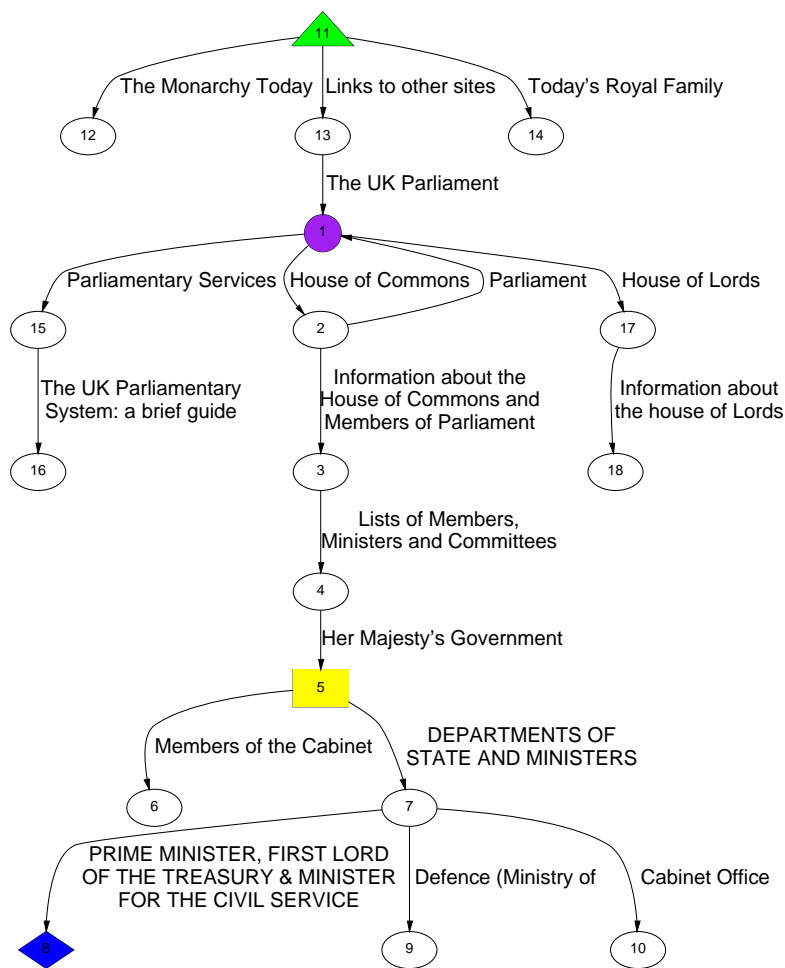 11
The Monarchy Today
Links to other sites
Today's Royal Family
12
13
14
The UK Parliament
1
Parliamentary Services
House of Commons
Parliament
House of Lords
15
2
17
The UK Parliamentary
System: a brief guide
Information about the
House of Commons and
Members of Parliament
Information about
the house of Lords
16
3
18
Lists of Members,
Ministers and Committees
4
Her Majesty's Government
5
Members of the Cabinet
DEPARTMENTS OF
STATE AND MINISTERS
6
7
PRIME MINISTER, FIRST LORD
OF THE TREASURY & MINISTER
FOR THE CIVIL SERVICE
Defence (Ministry of
Cabinet Office
8
9
10